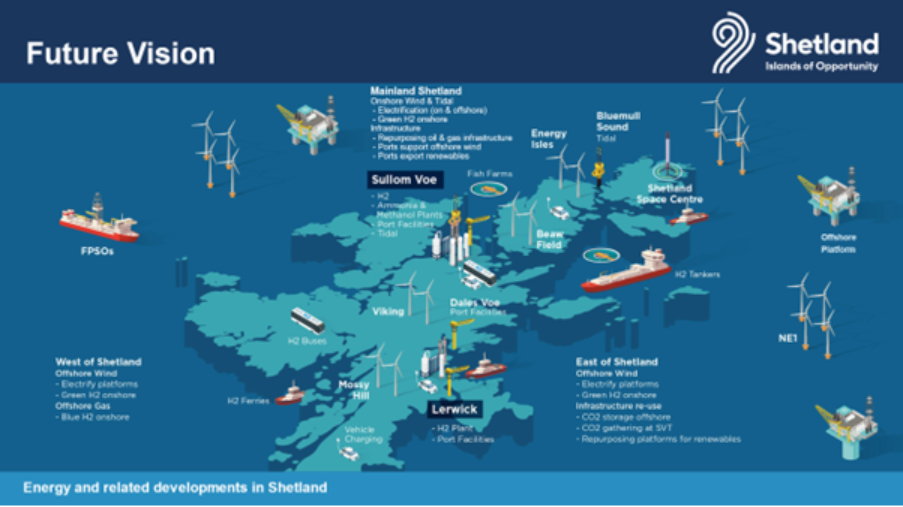 Future Vision
Shetland
Islands of Opportunity
Mainland Shetland
Onshore Wind & Tidal
- Electrification (on & offshore)
- Green H2 onshore
Infrastructure
- Repurposing oil & gas infrastructure
- Ports support offshore wind
- Ports export renewables
Sullom Voe
- H2
- Ammonia &
Methanol Plants
- Port Facilities
- Tidal
Fish Farms
Energy
Isles
Bluemull
Sound
Tidal
Shetland
Space Centre
Beaw
Field
FPSOs
Offshore
Platform
H2 Tankers
Viking
Dales Voe
Port Facilities
H2 Buses
NE1
West of Shetland
Offshore Wind
- Electrify platforms
- Green H2 onshore
Offshore Gas
- Blue H2 onshore
H2 Ferries
Mossy
Hill
Lerwick
- H2 Plant
- Port Facilities
Vehicle
Charging
East of Shetland
Offshore Wind
- Electrify platforms
- Green H2 onshore
Infrastructure re-use
- CO2 storage offshore
- CO2 gathering at SVT
- Repurposing platforms for renewables
Energy and related developments in Shetland